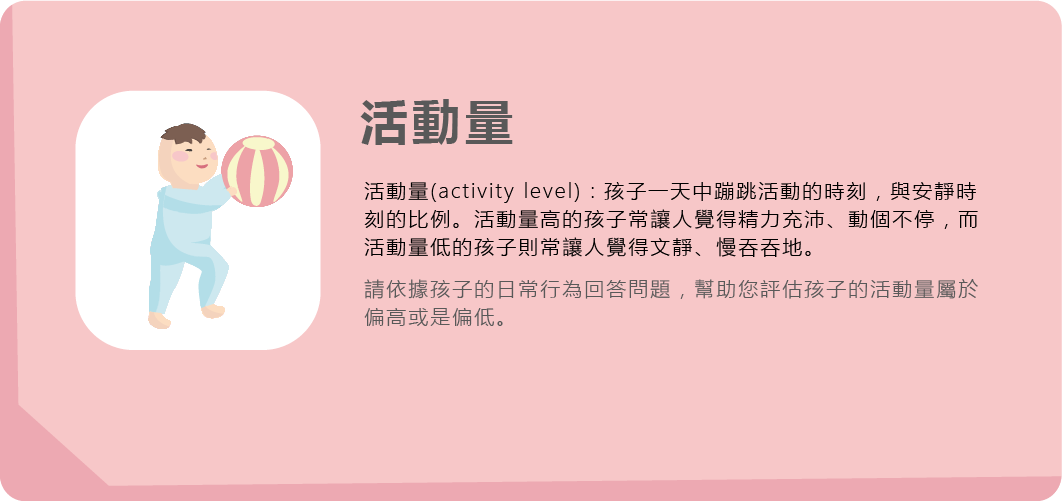 活動量
活動量(activity level)：孩子一天中蹦跳活動的時刻，與安靜時
刻的比例。活動量高的孩子常讓人覺得精力充沛、動個不停，而
活動量低的孩子則常讓人覺得文靜、慢吞吞地。
請依據孩子的日常行為回答問題，幫助您評估孩子的活動量屬於
偏高或是偏低。